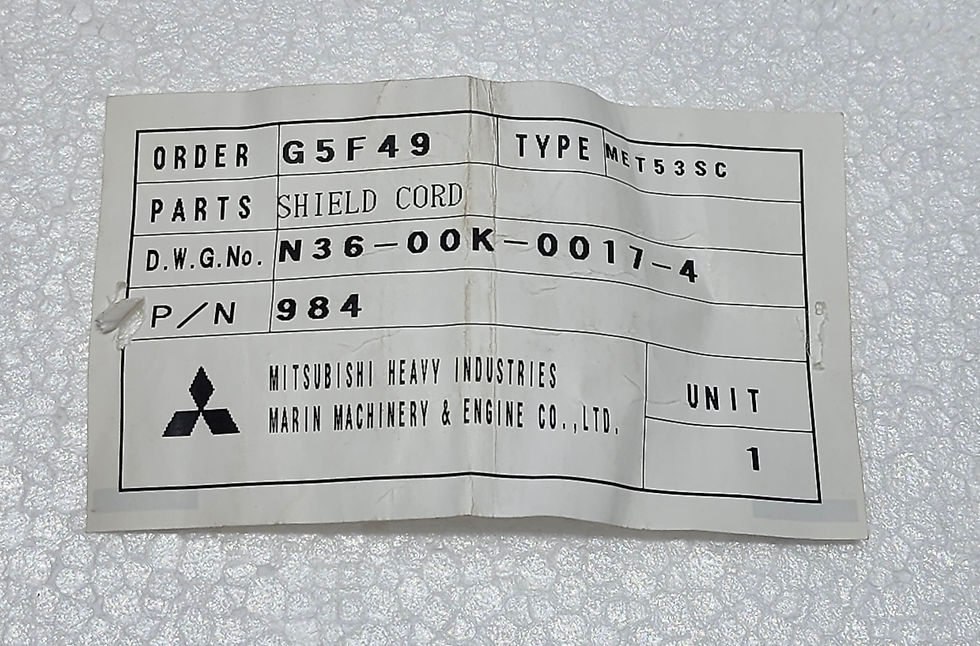 ORDER G5F49 TYPE MET53SC
PARTS SHIELD CORD
D.W.G.No. N36-00K-0017-4
P/N 984
MITSUBISHI HEAVY INDUSTRIES
MARIN MACHINERY & ENGINE CO.,LTD.
UNIT
1